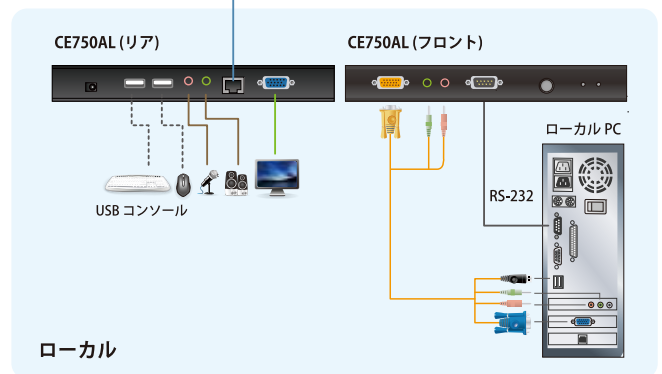 CE750AL (リア)
CE750AL (フロント)
ローカル PC
RS-232
USB コンソール
ローカル